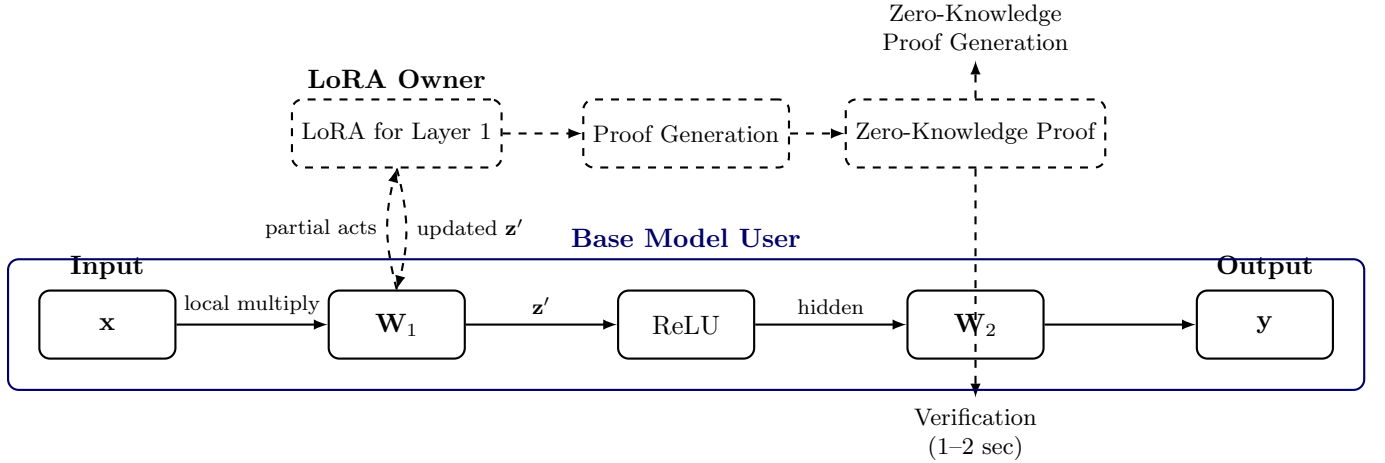 Zero-Knowledge
Proof Generation
LoRA Owner
LoRA for Layer 1
Proof Generation
Zero-Knowledge Proof
partial acts
updated z′
Base Model User
Input
Output
x
local multiply
W₁
z′
ReLU
hidden
W₂
y
Verification
(1–2 sec)